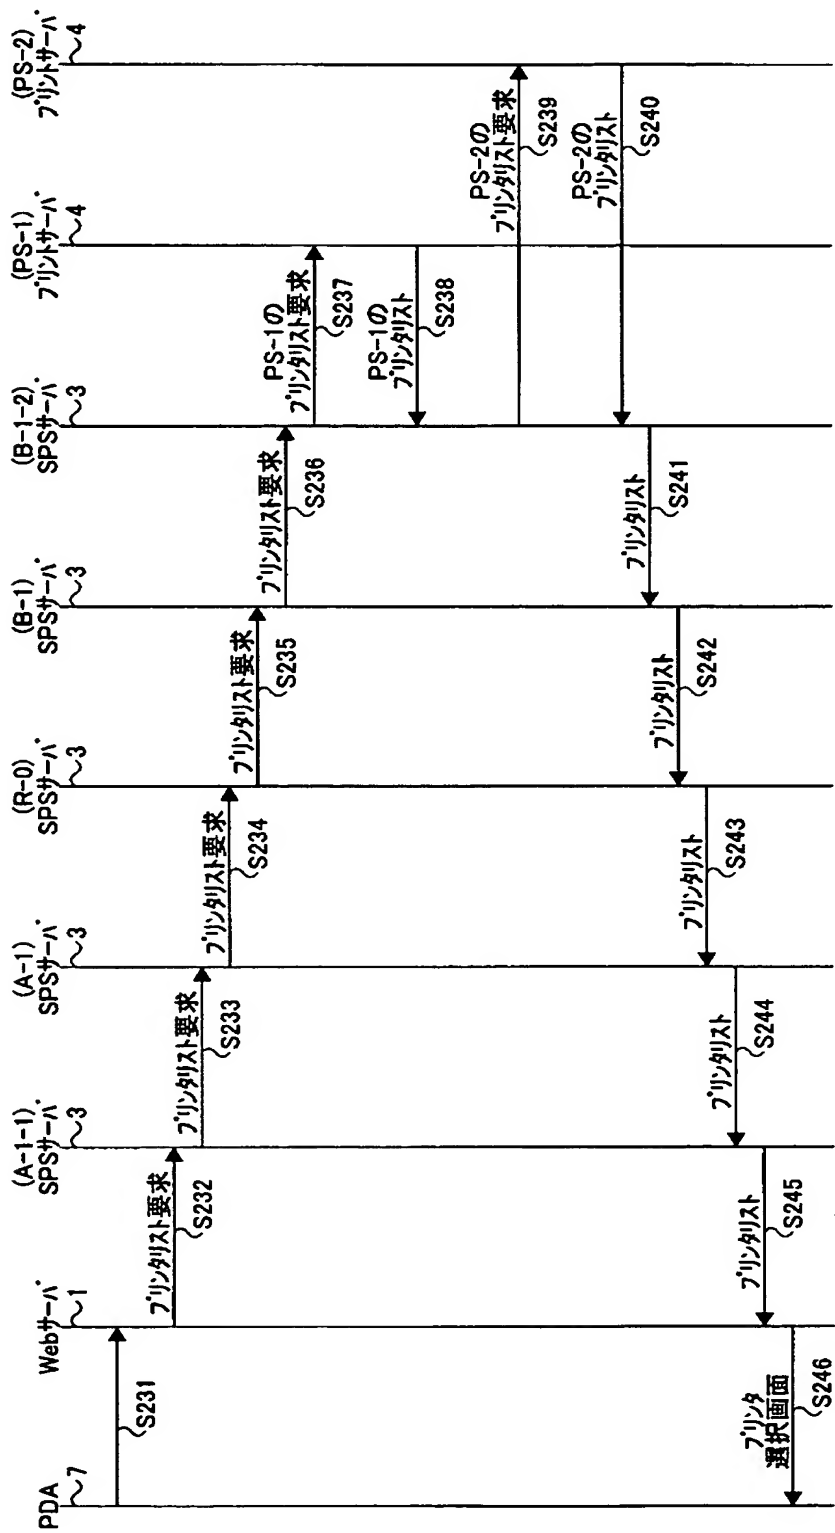 PDA
7
Webサーバ
1
(A-1-1)
SPSサーバ
3
(A-1)
SPSサーバ
3
(R-0)
SPSサーバ
3
(B-1)
SPSサーバ
3
(B-1-2)
SPSサーバ
3
(PS-1)
プリントサーバ
4
(PS-2)
プリントサーバ
4
S231
プリンタリスト要求
S232
プリンタリスト要求
S233
プリンタリスト要求
S234
プリンタリスト要求
S235
プリンタリスト要求
S236
PS-1の
プリンタリスト要求
S237
PS-1の
プリンタリスト
S238
PS-2の
プリンタリスト要求
S239
PS-2の
プリンタリスト
S240
プリンタリスト
S241
プリンタリスト
S242
プリンタリスト
S243
プリンタリスト
S244
プリンタリスト
S245
プリンタ
選択画面
S246